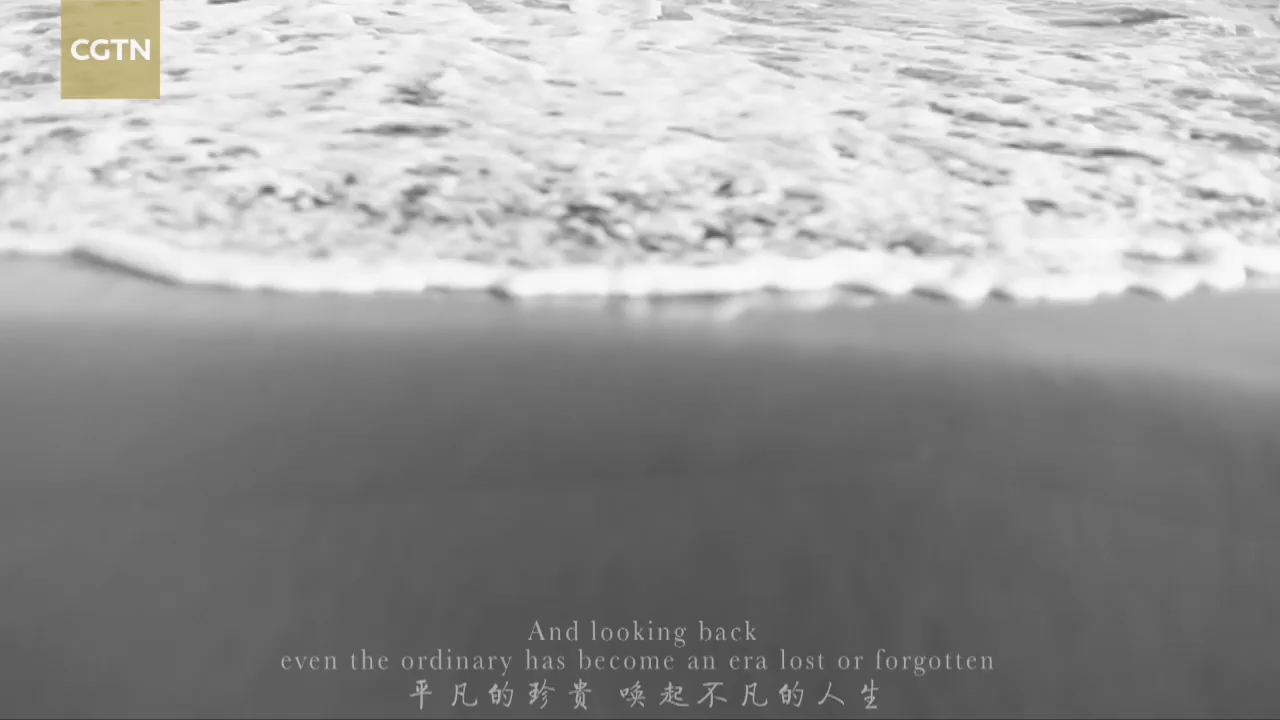 CGTN
And looking back
even the ordinary has become an era lost or forgotten
平凡的珍贵 唤起不凡的人生